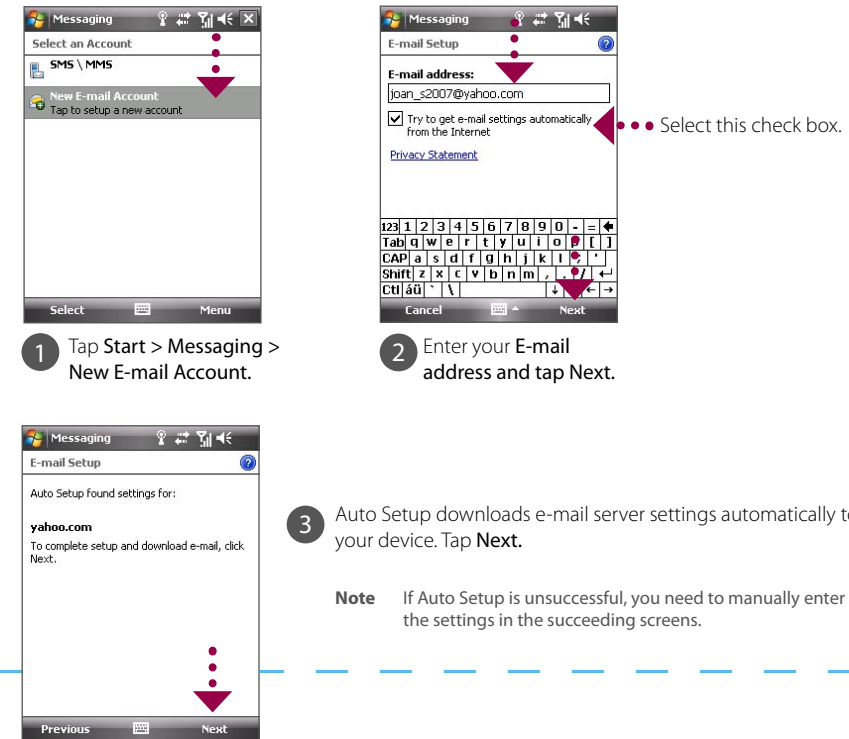 Messaging
Select an Account
SMS \ MMS
New E-mail Account
Tap to setup a new account
Select Menu
1 Tap Start > Messaging >
New E-mail Account.
Messaging
E-mail Setup ?
E-mail address:
joan_s2007@yahoo.com
Try to get e-mail settings automatically
from the Internet
Select this check box.
Privacy Statement
123 1 2 3 4 5 6 7 8 9 0 - =
Tab q w e r t y u i o p [ ]
CAP a s d f g h j k l ; '
Shift z x c v b n m , . /
Ctl áü ` \
Cancel Next
2 Enter your E-mail
address and tap Next.
Messaging
E-mail Setup ?
Auto Setup found settings for:
yahoo.com
To complete setup and download e-mail, click
Next.
Previous Next
3 Auto Setup downloads e-mail server settings automatically to
your device. Tap Next.
Note If Auto Setup is unsuccessful, you need to manually enter
the settings in the succeeding screens.